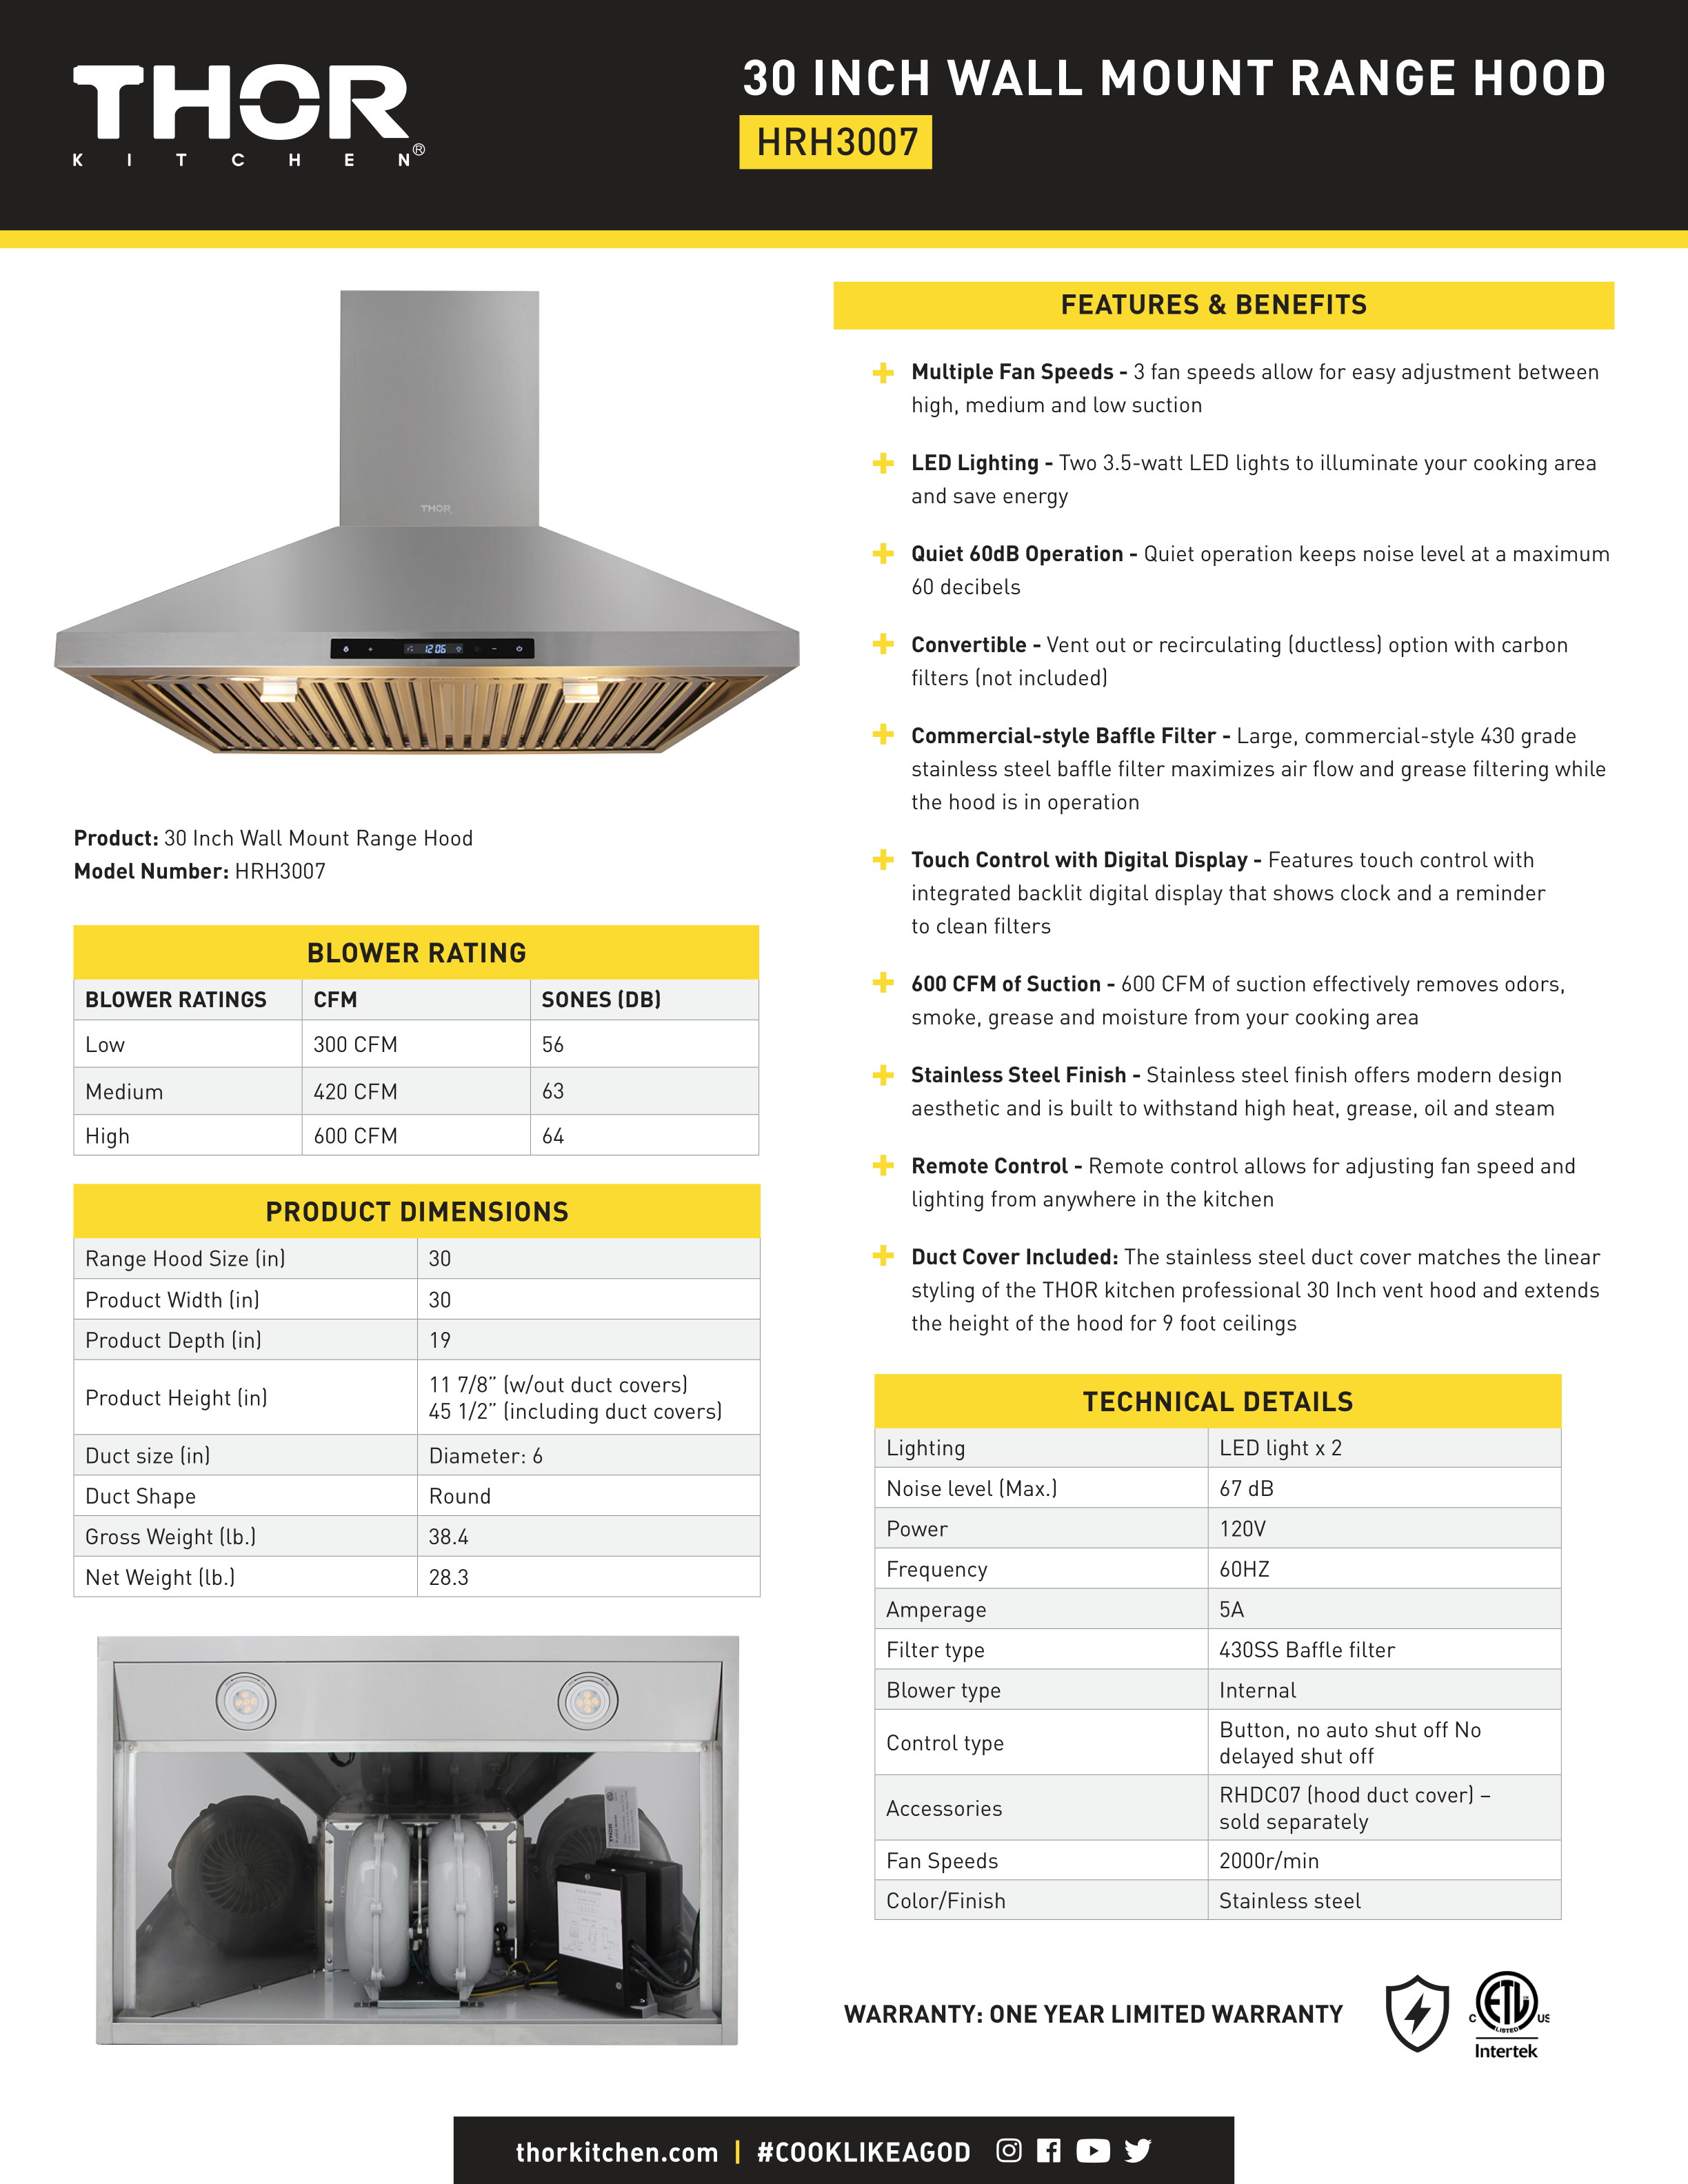 THOR
KITCHEN®
30 INCH WALL MOUNT RANGE HOOD
HRH3007
THOR
12:06
Product: 30 Inch Wall Mount Range Hood
Model Number: HRH3007
BLOWER RATING
BLOWER RATINGS CFM SONES (DB)
Low 300 CFM 56
Medium 420 CFM 63
High 600 CFM 64
PRODUCT DIMENSIONS
Range Hood Size (in) 30
Product Width (in) 30
Product Depth (in) 19
Product Height (in) 11 7/8” (w/out duct covers)
45 1/2” (including duct covers)
Duct size (in) Diameter: 6
Duct Shape Round
Gross Weight (lb.) 38.4
Net Weight (lb.) 28.3
THOR
FEATURES & BENEFITS
Multiple Fan Speeds - 3 fan speeds allow for easy adjustment between
high, medium and low suction
LED Lighting - Two 3.5-watt LED lights to illuminate your cooking area
and save energy
Quiet 60dB Operation - Quiet operation keeps noise level at a maximum
60 decibels
Convertible - Vent out or recirculating (ductless) option with carbon
filters (not included)
Commercial-style Baffle Filter - Large, commercial-style 430 grade
stainless steel baffle filter maximizes air flow and grease filtering while
the hood is in operation
Touch Control with Digital Display - Features touch control with
integrated backlit digital display that shows clock and a reminder
to clean filters
600 CFM of Suction - 600 CFM of suction effectively removes odors,
smoke, grease and moisture from your cooking area
Stainless Steel Finish - Stainless steel finish offers modern design
aesthetic and is built to withstand high heat, grease, oil and steam
Remote Control - Remote control allows for adjusting fan speed and
lighting from anywhere in the kitchen
Duct Cover Included: The stainless steel duct cover matches the linear
styling of the THOR kitchen professional 30 Inch vent hood and extends
the height of the hood for 9 foot ceilings
TECHNICAL DETAILS
Lighting LED light x 2
Noise level (Max.) 67 dB
Power 120V
Frequency 60HZ
Amperage 5A
Filter type 430SS Baffle filter
Blower type Internal
Control type Button, no auto shut off No
delayed shut off
Accessories RHDC07 (hood duct cover) –
sold separately
Fan Speeds 2000r/min
Color/Finish Stainless steel
WARRANTY: ONE YEAR LIMITED WARRANTY
C ETL US
LISTED
Intertek
thorkitchen.com | #COOKLIKEAGOD